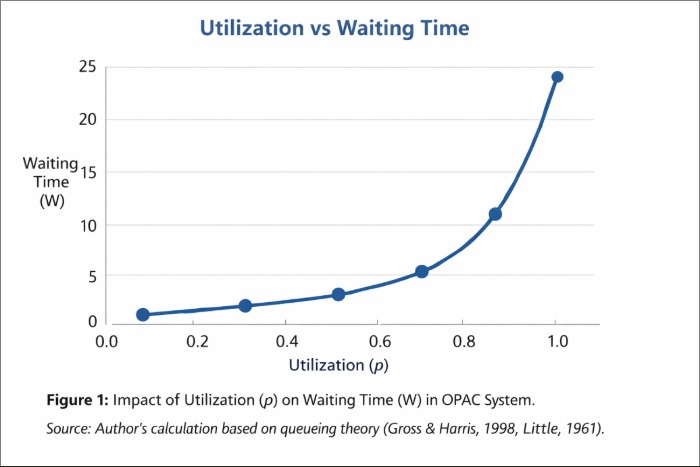 Utilization vs Waiting Time
25
20
15
10
5
0
Waiting
Time
(W)
0.0 0.2 0.4 0.6 0.8 1.0
Utilization (p)
Figure 1: Impact of Utilization (p) on Waiting Time (W) in OPAC System.
Source: Author's calculation based on queueing theory (Gross & Harris, 1998, Little, 1961).